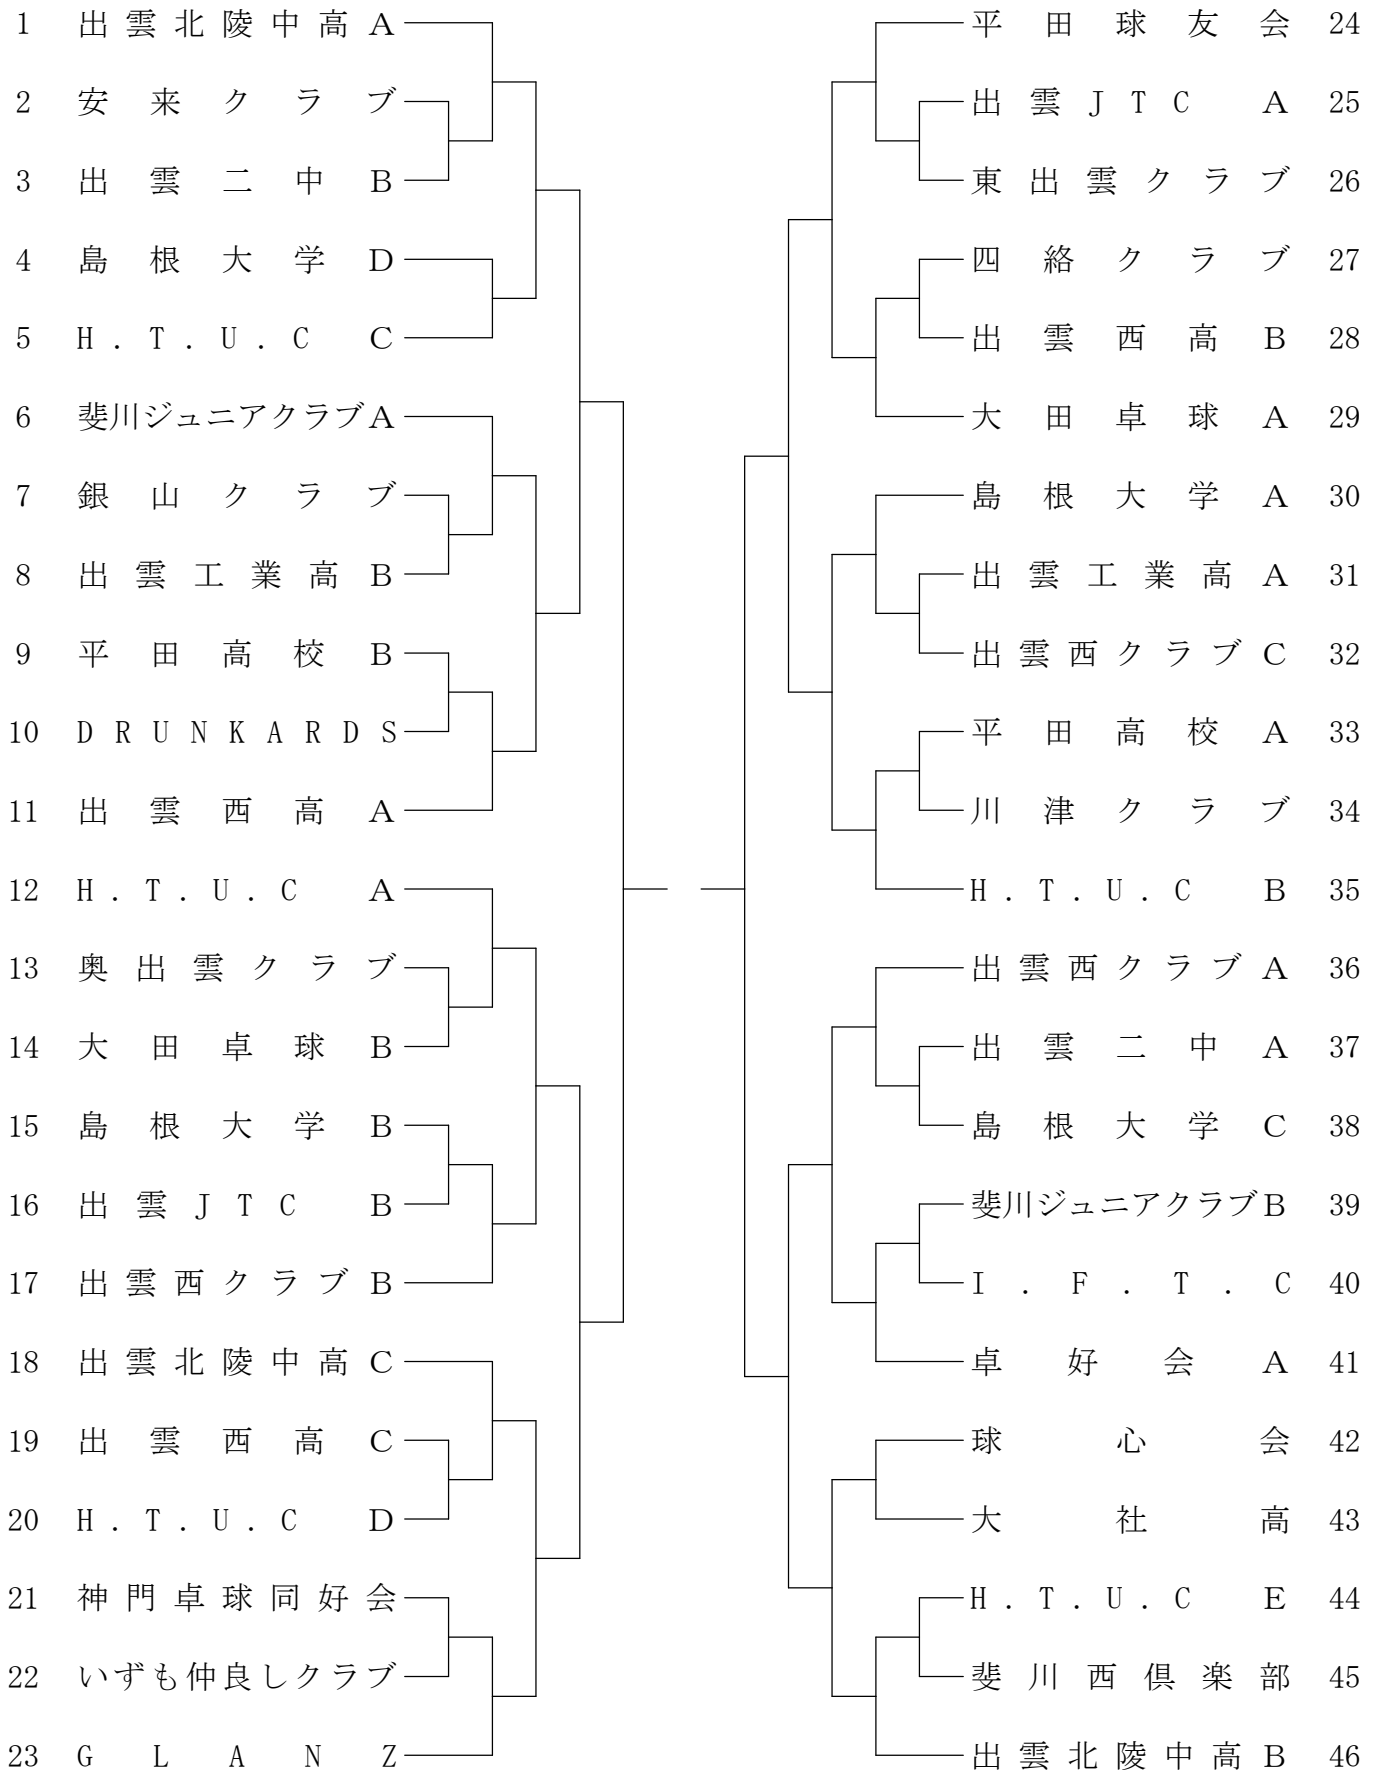 1 出雲北陵中高A
2 安来クラブ
3 出雲二中B
4 島根大学D
5 H.T.U.C C
6 斐川ジュニアクラブA
7 銀山クラブ
8 出雲工業高B
9 平田高校B
10 DRUNKARDS
11 出雲西高A
12 H.T.U.C A
13 奥出雲クラブ
14 大田卓球B
15 島根大学B
16 出雲JTC B
17 出雲西クラブB
18 出雲北陵中高C
19 出雲西高C
20 H.T.U.C D
21 神門卓球同好会
22 いずも仲良しクラブ
23 GLANZ
平田球友会 24
出雲JTC A 25
東出雲クラブ 26
四絡クラブ 27
出雲西高B 28
大田卓球A 29
島根大学A 30
出雲工業高A 31
出雲西クラブC 32
平田高校A 33
川津クラブ 34
H.T.U.C B 35
出雲西クラブA 36
出雲二中A 37
島根大学C 38
斐川ジュニアクラブB 39
I.F.T.C 40
卓好会A 41
球心会 42
大社高 43
H.T.U.C E 44
斐川西倶楽部 45
出雲北陵中高B 46